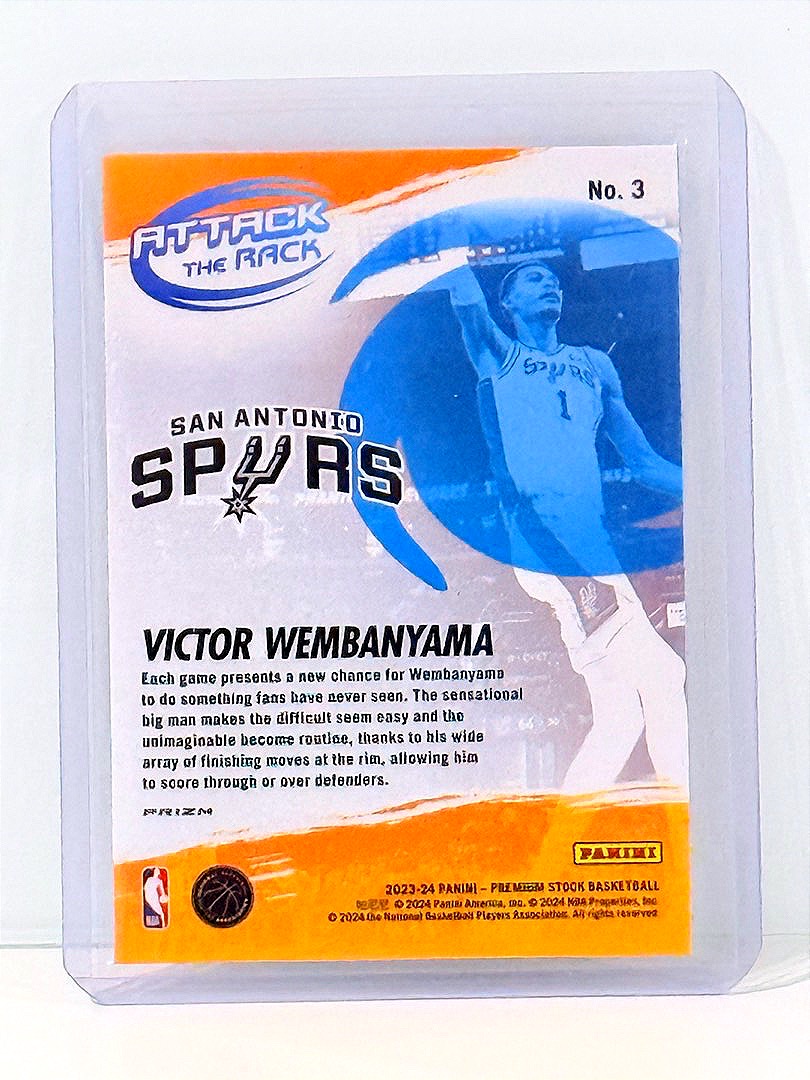 No. 3
ATTACK
THE RACK
SPURS
1
SAN ANTONIO
SPURS
VICTOR WEMBANYAMA
Each game presents a new chance for Wembanyama
to do something fans have never seen. The sensational
big man makes the difficult seem easy and the
unimaginable become routine, thanks to his wide
array of finishing moves at the rim, allowing him
to score through or over defenders.
PRIZM
PANINI
NBA
2023-24 PANINI – PREMIUM STOCK BASKETBALL
© 2024 Panini America, Inc. © 2024 NBA Properties, Inc.
© 2024 the National Basketball Players Association. All rights reserved